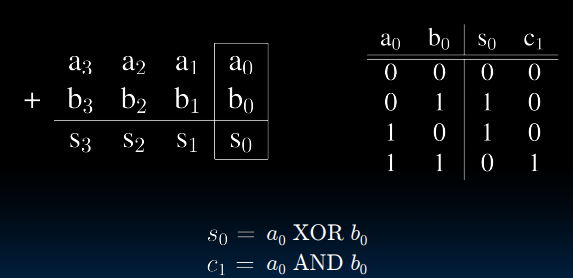 a₃ a₂ a₁ a₀
+ b₃ b₂ b₁ b₀
s₃ s₂ s₁ s₀
a₀ b₀ s₀ c₁
0 0 0 0
0 1 1 0
1 0 1 0
1 1 0 1
s₀ = a₀ XOR b₀
c₁ = a₀ AND b₀